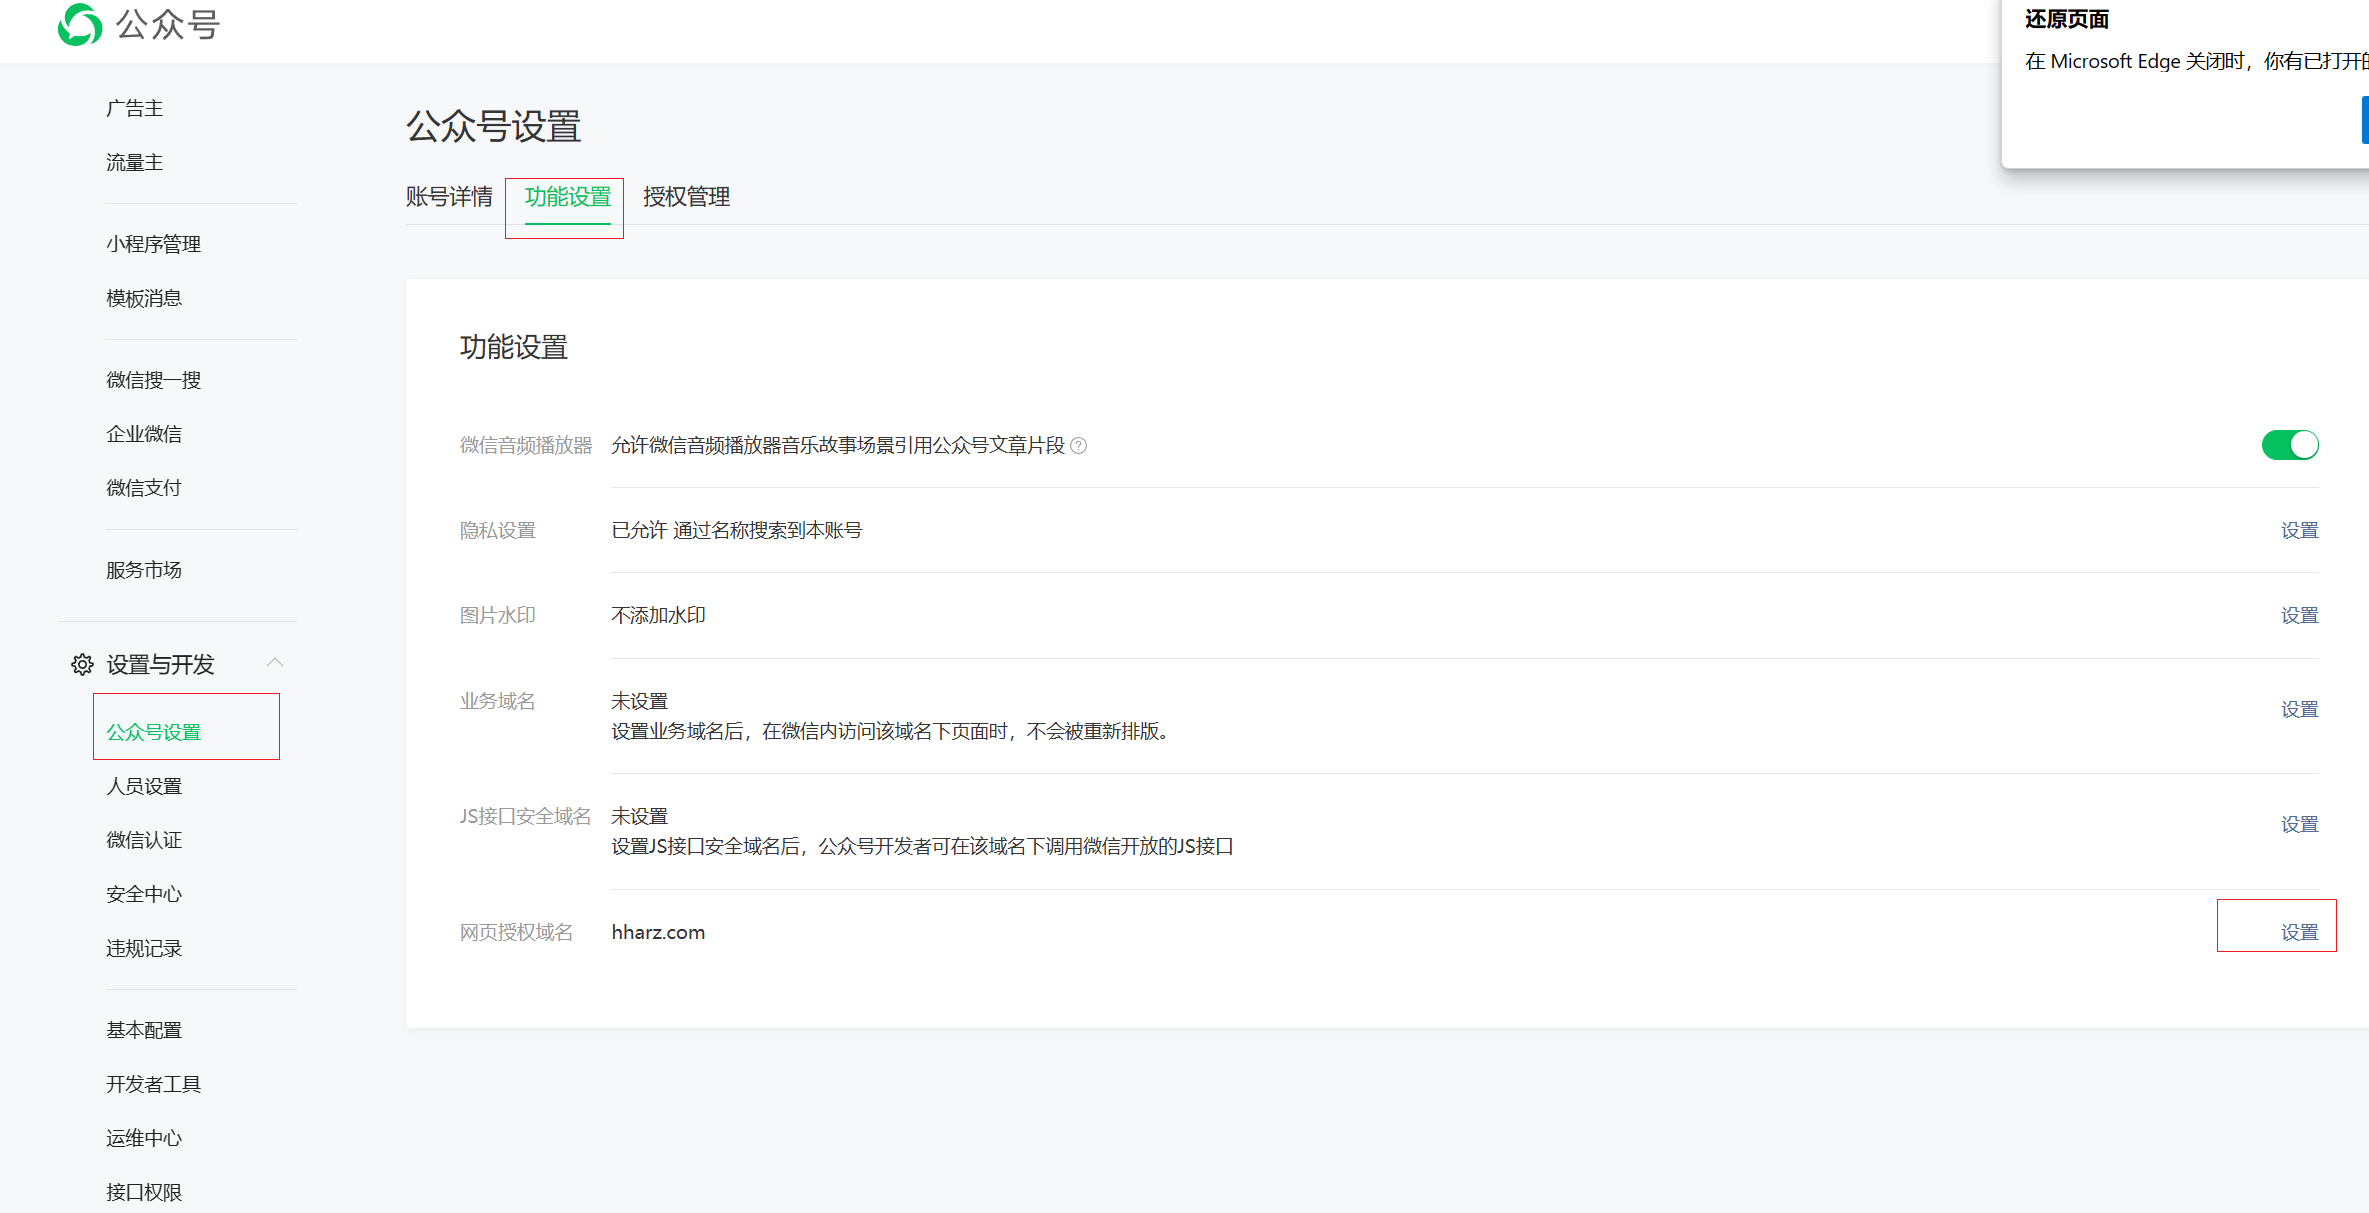 公众号
还原页面
在 Microsoft Edge 关闭时，你有已打开的
广告主
流量主
小程序管理
模板消息
微信搜一搜
企业微信
微信支付
服务市场
设置与开发
公众号设置
人员设置
微信认证
安全中心
违规记录
基本配置
开发者工具
运维中心
接口权限
公众号设置
账号详情 功能设置 授权管理
功能设置
微信音频播放器 允许微信音频播放器音乐故事场景引用公众号文章片段
隐私设置 已允许 通过名称搜索到本账号 设置
图片水印 不添加水印 设置
业务域名 未设置 设置
设置业务域名后，在微信内访问该域名下页面时，不会被重新排版。
JS接口安全域名 未设置 设置
设置JS接口安全域名后，公众号开发者可在该域名下调用微信开放的JS接口
网页授权域名 hharz.com 设置